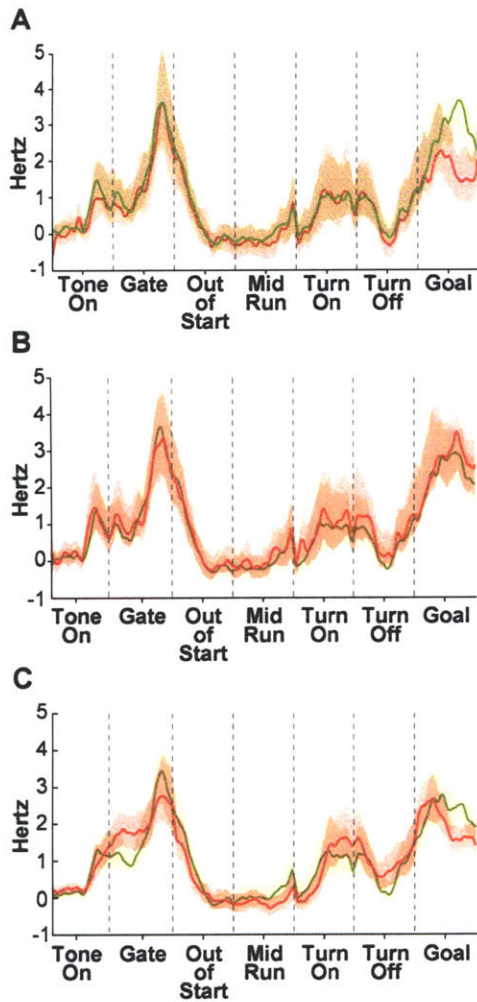 A
5
4
3
2
1
0
-1
Hertz
Tone On
Gate
Out of Start
Mid Run
Turn On
Turn Off
Goal
B
5
4
3
2
1
0
-1
Hertz
Tone On
Gate
Out of Start
Mid Run
Turn On
Turn Off
Goal
C
5
4
3
2
1
0
-1
Hertz
Tone On
Gate
Out of Start
Mid Run
Turn On
Turn Off
Goal